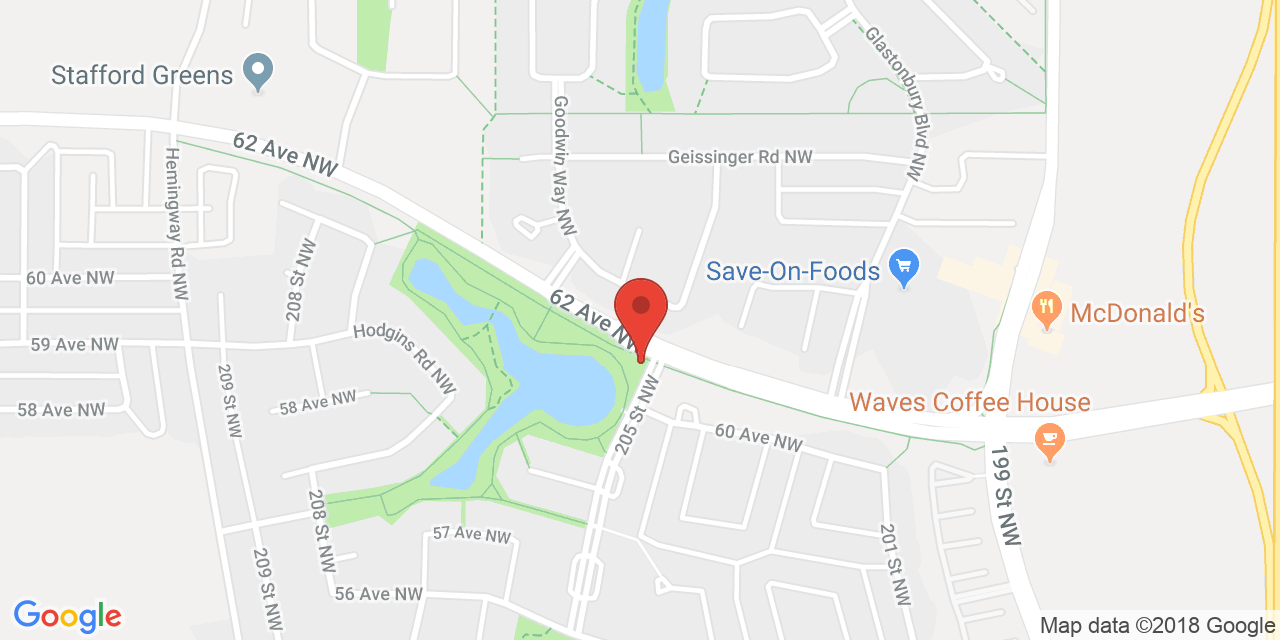 Stafford Greens
62 Ave NW
Goodwin Way NW
Glastonbury Blvd NW
Geissinger Rd NW
Hemingway Rd NW
60 Ave NW
208 St NW
Save-On-Foods
62 Ave NW
McDonald's
59 Ave NW
Hodgins Rd NW
209 St NW
58 Ave NW
58 Ave NW
205 St NW
Waves Coffee House
60 Ave NW
199 St NW
208 St NW
57 Ave NW
209 St NW
201 St NW
56 Ave NW
Google
Map data ©2018 Google